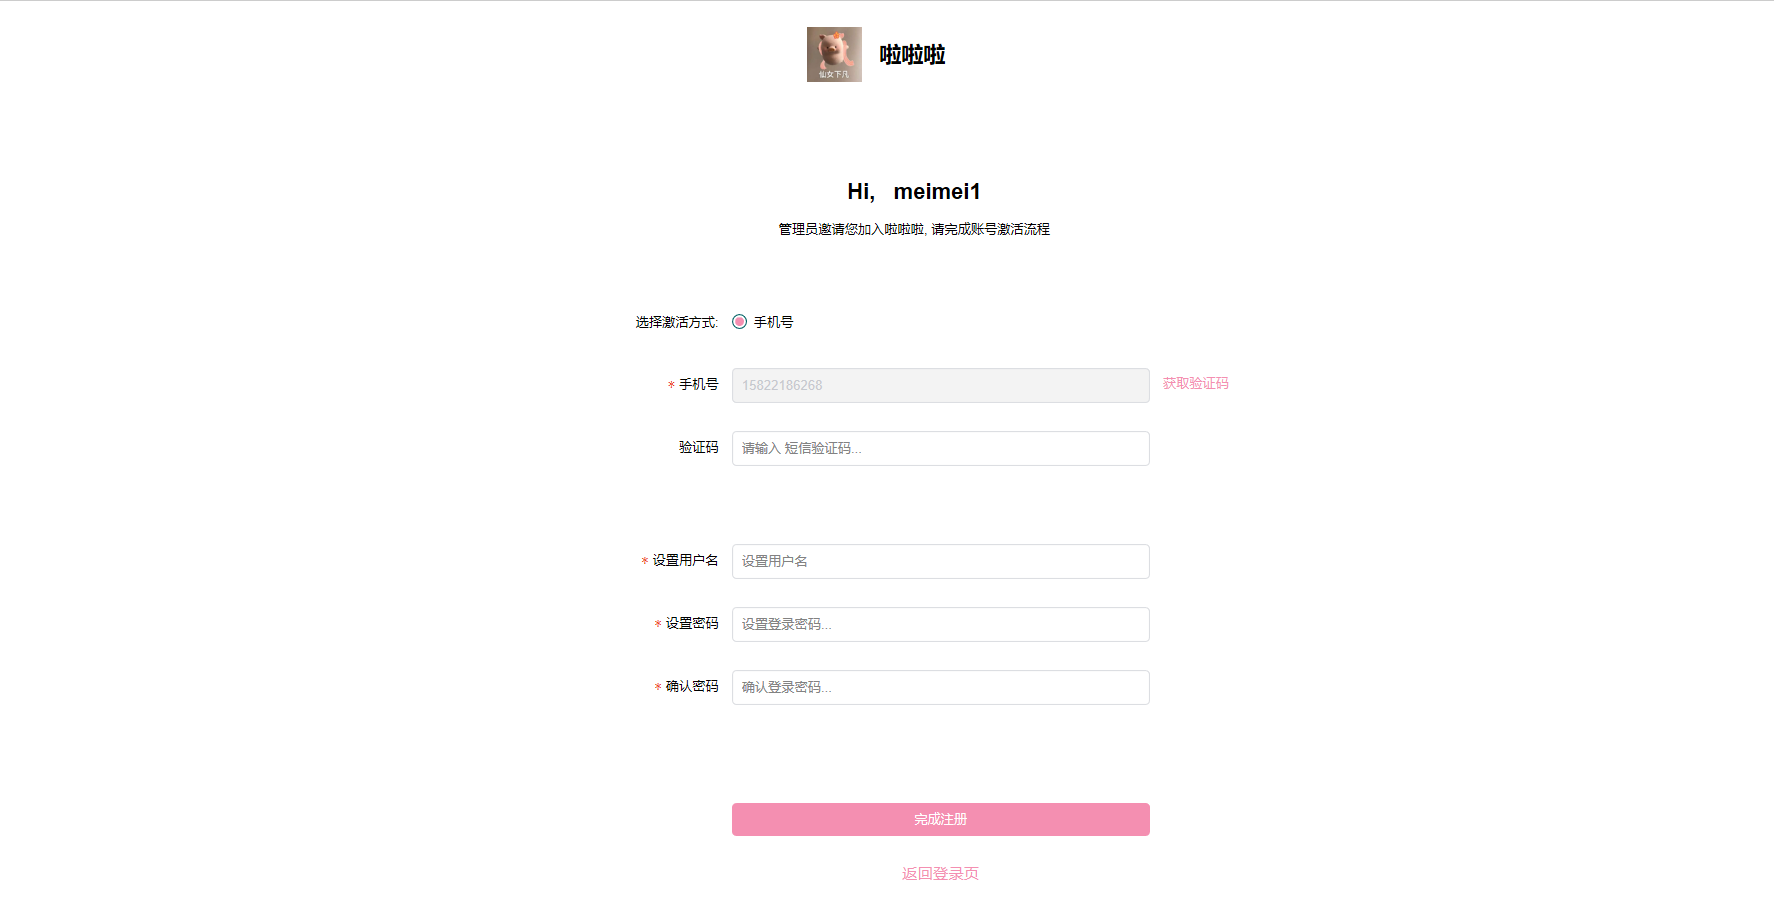 仙女下凡
啦啦啦
Hi, meimei1
管理员邀请您加入啦啦啦, 请完成账号激活流程
选择激活方式: 手机号
* 手机号 15822186268 获取验证码
验证码 请输入 短信验证码...
* 设置用户名 设置用户名
* 设置密码 设置登录密码...
* 确认密码 确认登录密码...
完成注册
返回登录页